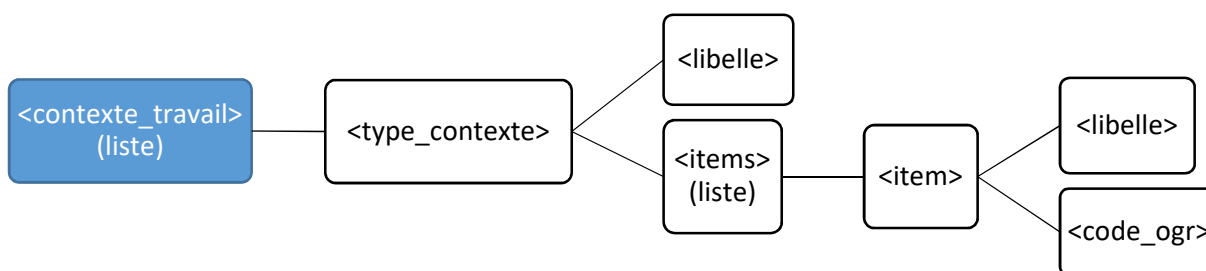 <contexte_travail>
(liste)
<type_contexte>
<libelle>
<items>
(liste)
<item>
<libelle>
<code_ogr>